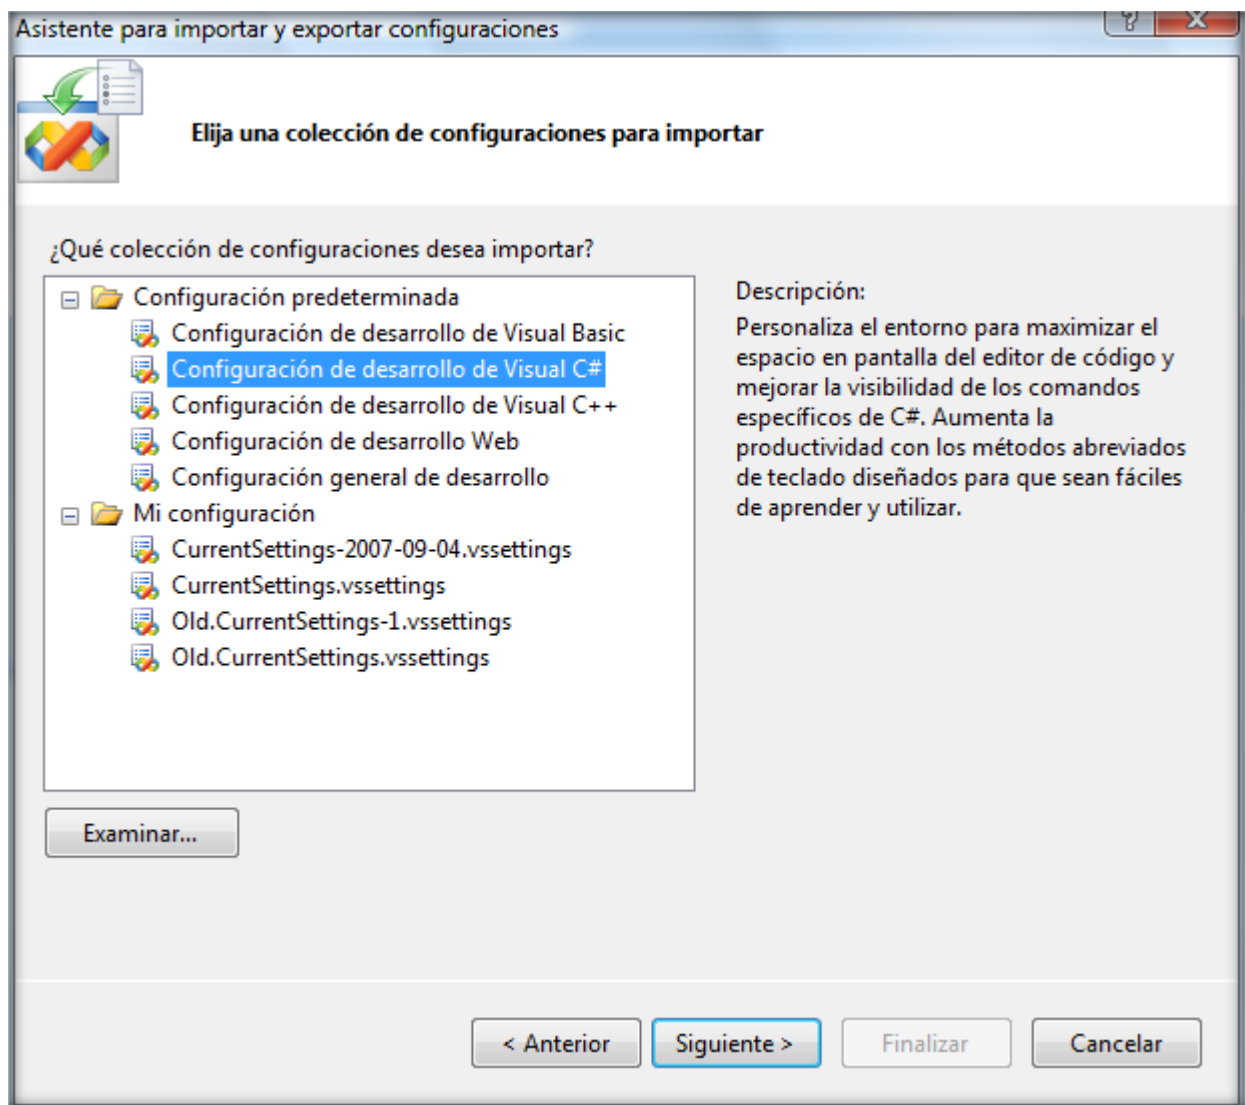 Asistente para importar y exportar configuraciones
Elija una colección de configuraciones para importar
¿Qué colección de configuraciones desea importar?
Configuración predeterminada
Configuración de desarrollo de Visual Basic
Configuración de desarrollo de Visual C#
Configuración de desarrollo de Visual C++
Configuración de desarrollo Web
Configuración general de desarrollo
Mi configuración
CurrentSettings-2007-09-04.vssettings
CurrentSettings.vssettings
Old.CurrentSettings-1.vssettings
Old.CurrentSettings.vssettings
Descripción:
Personaliza el entorno para maximizar el
espacio en pantalla del editor de código y
mejorar la visibilidad de los comandos
específicos de C#. Aumenta la
productividad con los métodos abreviados
de teclado diseñados para que sean fáciles
de aprender y utilizar.
Examinar...
< Anterior
Siguiente >
Finalizar
Cancelar